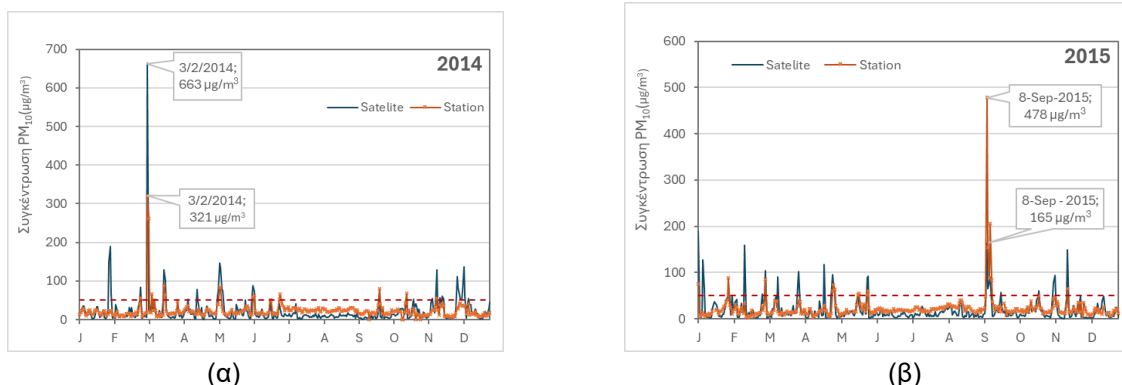 2014
3/2/2014;
663 µg/m³
Satelite
Station
3/2/2014;
321 µg/m³
Συγκέντρωση PM₁₀(µg/m³)
700
600
500
400
300
200
100
0
J F M A M J J A S O N D
(α)
2015
Satelite
Station
8-Sep-2015;
478 µg/m³
8-Sep - 2015;
165 µg/m³
Συγκέντρωση PM₁₀(µg/m³)
600
500
400
300
200
100
0
J F M A M J J A S O N D
(β)